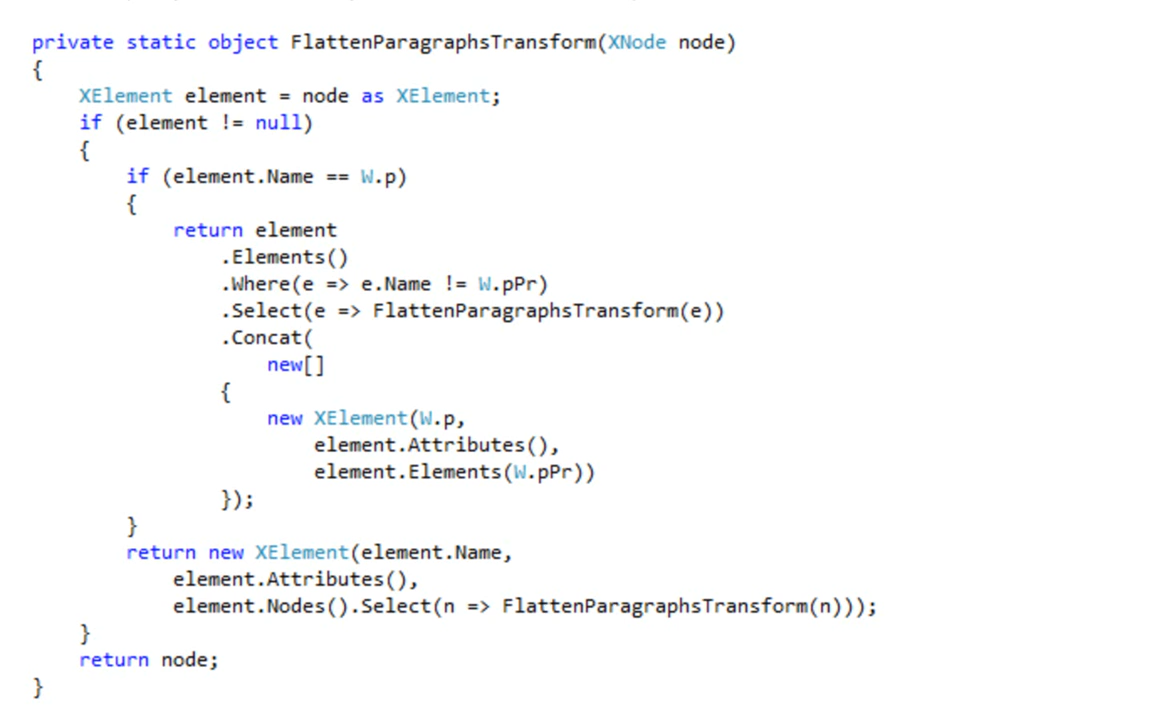 private static object FlattenParagraphsTransform(XNode node)
{
    XElement element = node as XElement;
    if (element != null)
    {
        if (element.Name == W.p)
        {
            return element
                .Elements()
                .Where(e => e.Name != W.pPr)
                .Select(e => FlattenParagraphsTransform(e))
                .Concat(
                    new[]
                {
                    new XElement(W.p,
                        element.Attributes(),
                        element.Elements(W.pPr))
                });
        }
        return new XElement(element.Name,
            element.Attributes(),
            element.Nodes().Select(n => FlattenParagraphsTransform(n)));
    }
    return node;
}